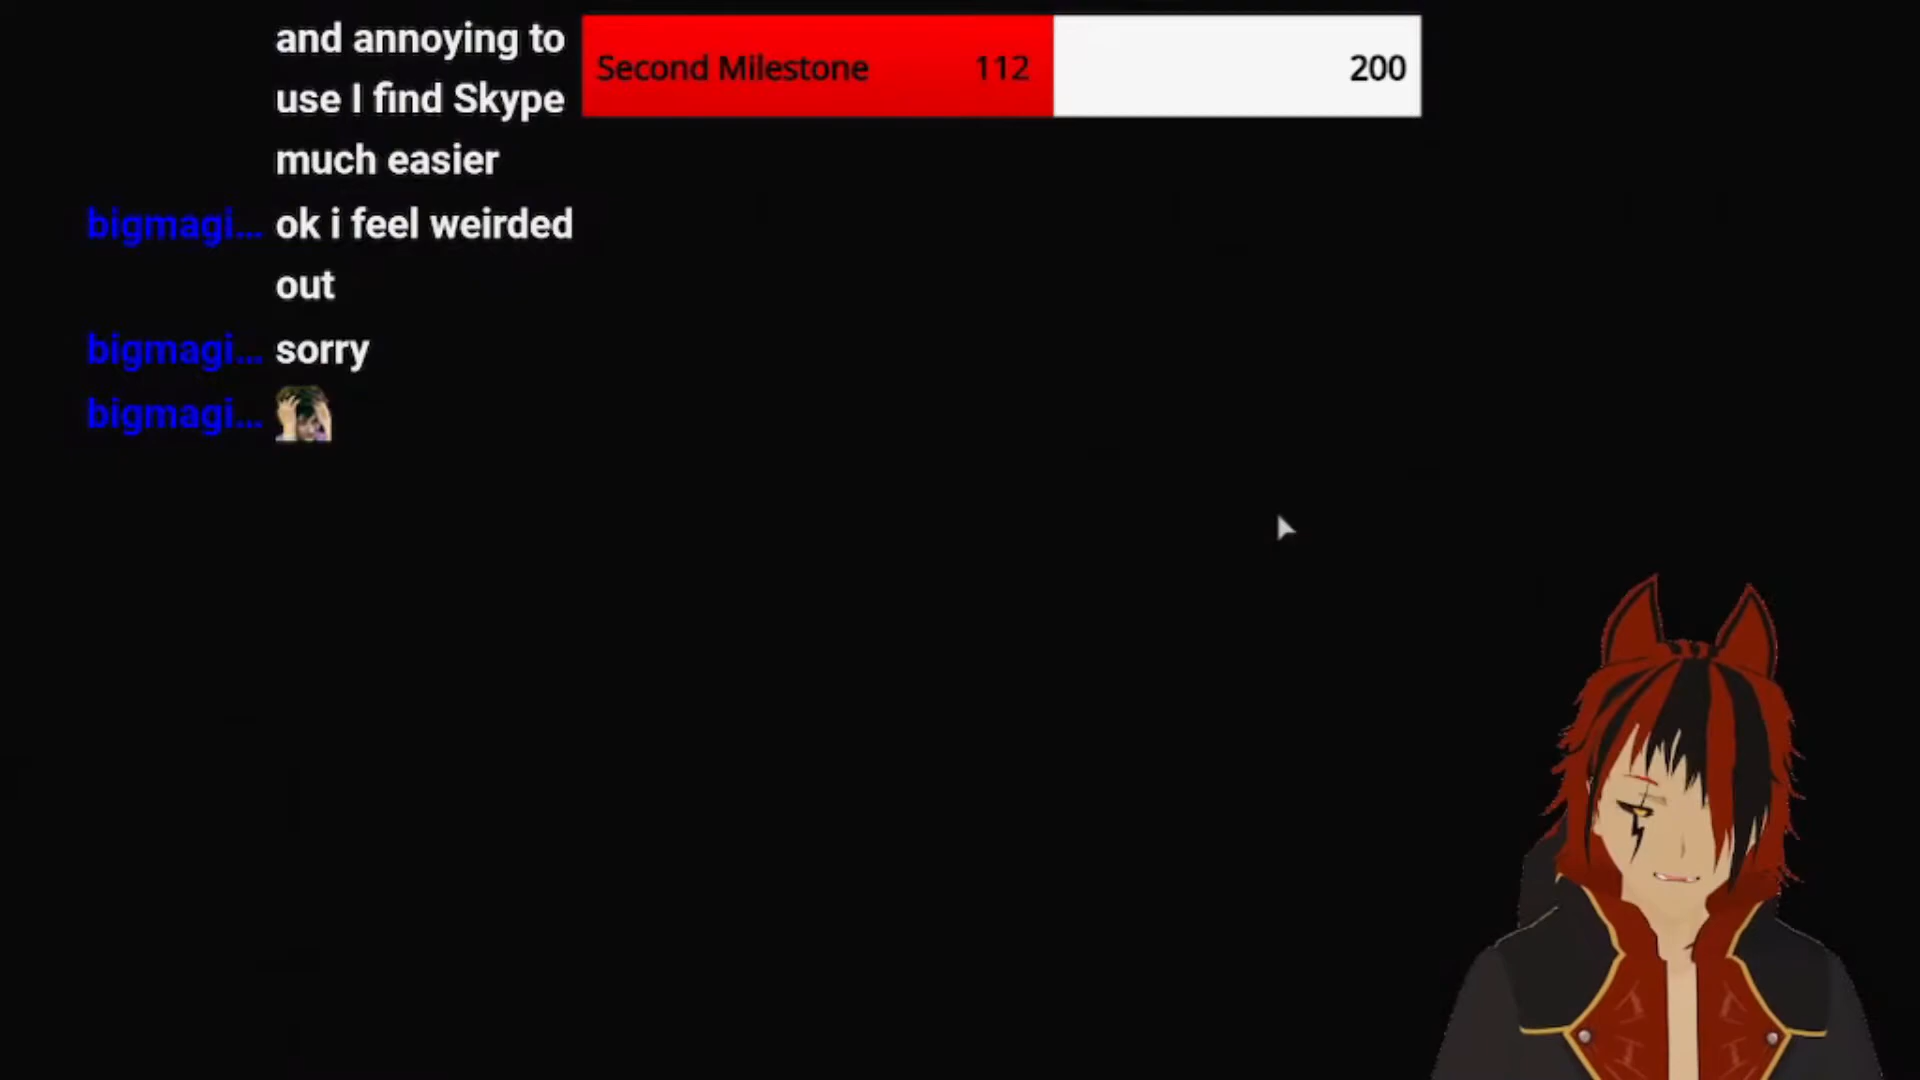 and annoying to
use I find Skype
much easier
bigmagi... ok i feel weirded
out
bigmagi... sorry
bigmagi...
Second Milestone 112 200